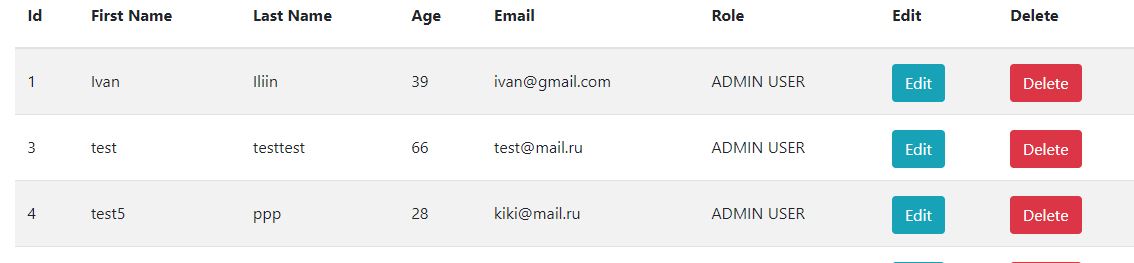 Id First Name Last Name Age Email Role Edit Delete
1 Ivan Iliin 39 ivan@gmail.com ADMIN USER Edit Delete
3 test testtest 66 test@mail.ru ADMIN USER Edit Delete
4 test5 ppp 28 kiki@mail.ru ADMIN USER Edit Delete